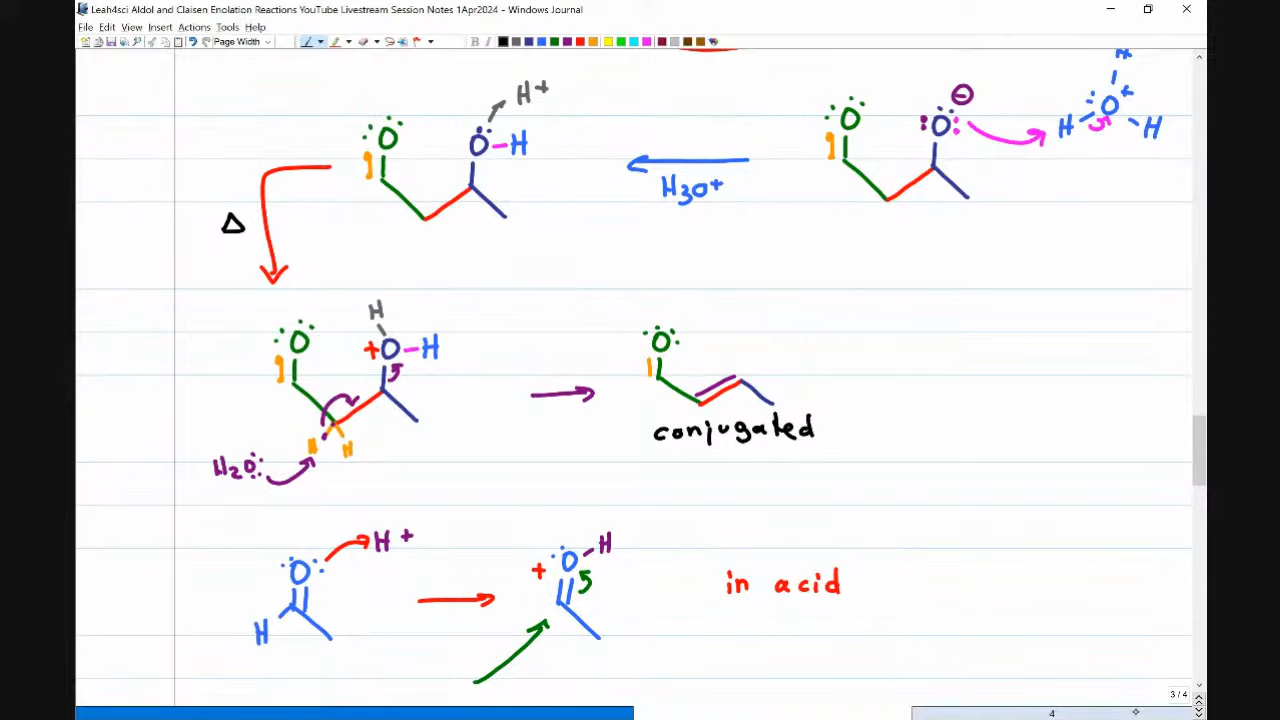 Leah4sci Aldol and Claisen Enolation Reactions YouTube Livestream Session Notes 1Apr2024 - Windows Journal
File Edit View Insert Actions Tools Help
Page Width B I
H
H+
:Ö :Ö ⊖ :O+
Ö - H :O: H H
H3O+
Δ
H
:Ö :Ö:
+ O - H
H H
H2O:
conjugated
H+ H
:O: + :O
H
in acid
3 / 4
4